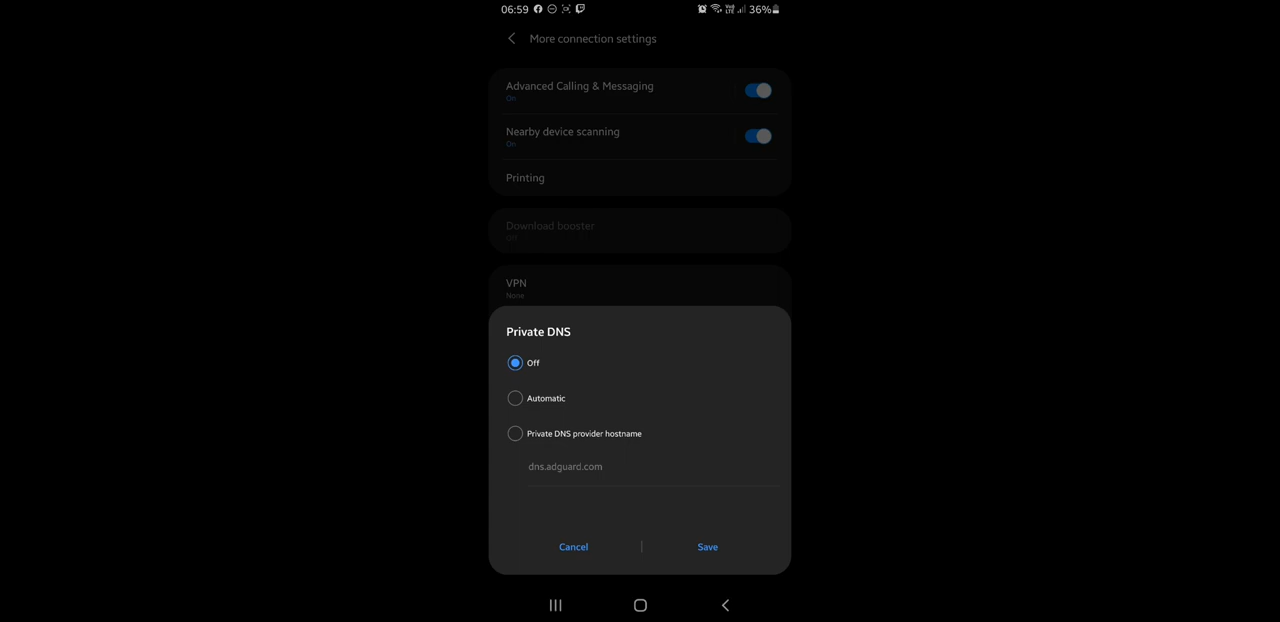 06:59 36%
More connection settings
Advanced Calling & Messaging
On
Nearby device scanning
On
Printing
Download booster
Off
VPN
None
Private DNS
Off
Automatic
Private DNS provider hostname
dns.adguard.com
Cancel | Save